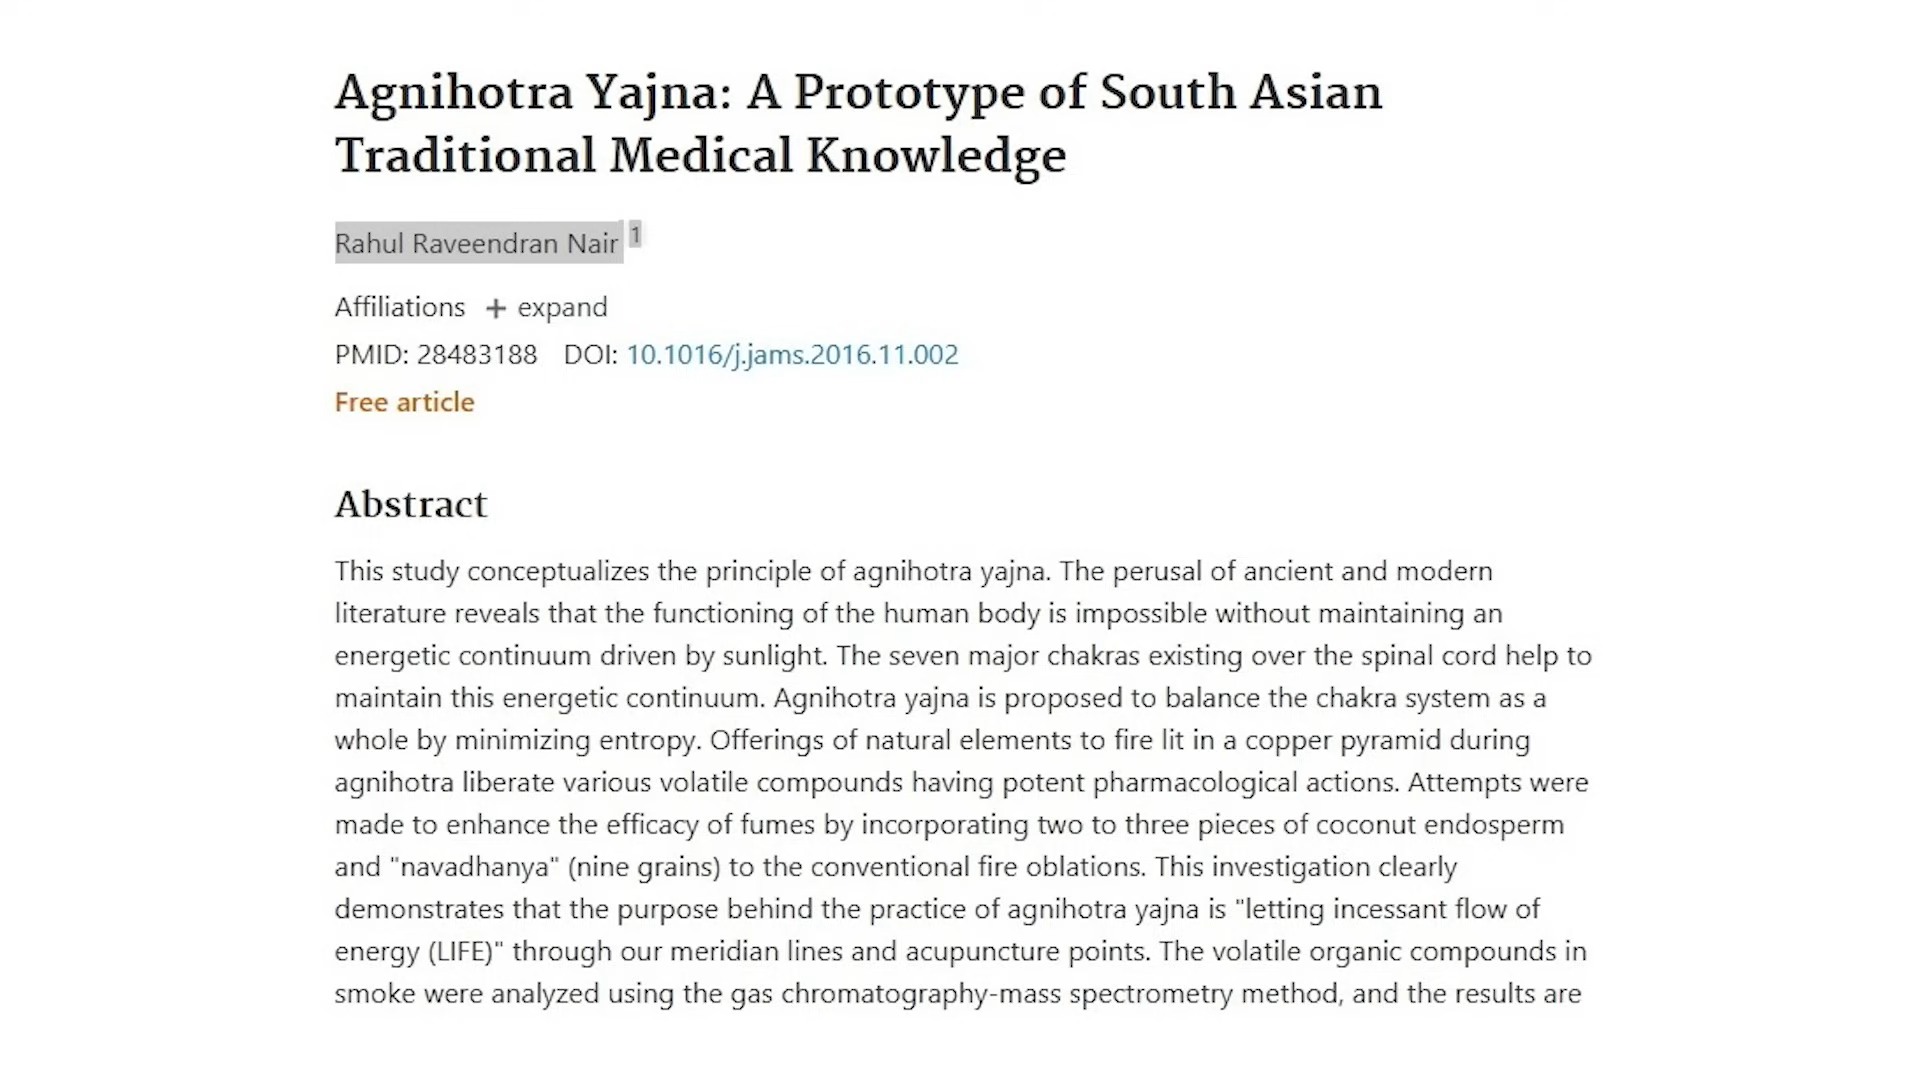 Agnihotra Yajna: A Prototype of South Asian
Traditional Medical Knowledge
Rahul Raveendran Nair 1
Affiliations + expand
PMID: 28483188 DOI: 10.1016/j.jams.2016.11.002
Free article
Abstract
This study conceptualizes the principle of agnihotra yajna. The perusal of ancient and modern
literature reveals that the functioning of the human body is impossible without maintaining an
energetic continuum driven by sunlight. The seven major chakras existing over the spinal cord help to
maintain this energetic continuum. Agnihotra yajna is proposed to balance the chakra system as a
whole by minimizing entropy. Offerings of natural elements to fire lit in a copper pyramid during
agnihotra liberate various volatile compounds having potent pharmacological actions. Attempts were
made to enhance the efficacy of fumes by incorporating two to three pieces of coconut endosperm
and "navadhanya" (nine grains) to the conventional fire oblations. This investigation clearly
demonstrates that the purpose behind the practice of agnihotra yajna is "letting incessant flow of
energy (LIFE)" through our meridian lines and acupuncture points. The volatile organic compounds in
smoke were analyzed using the gas chromatography-mass spectrometry method, and the results are